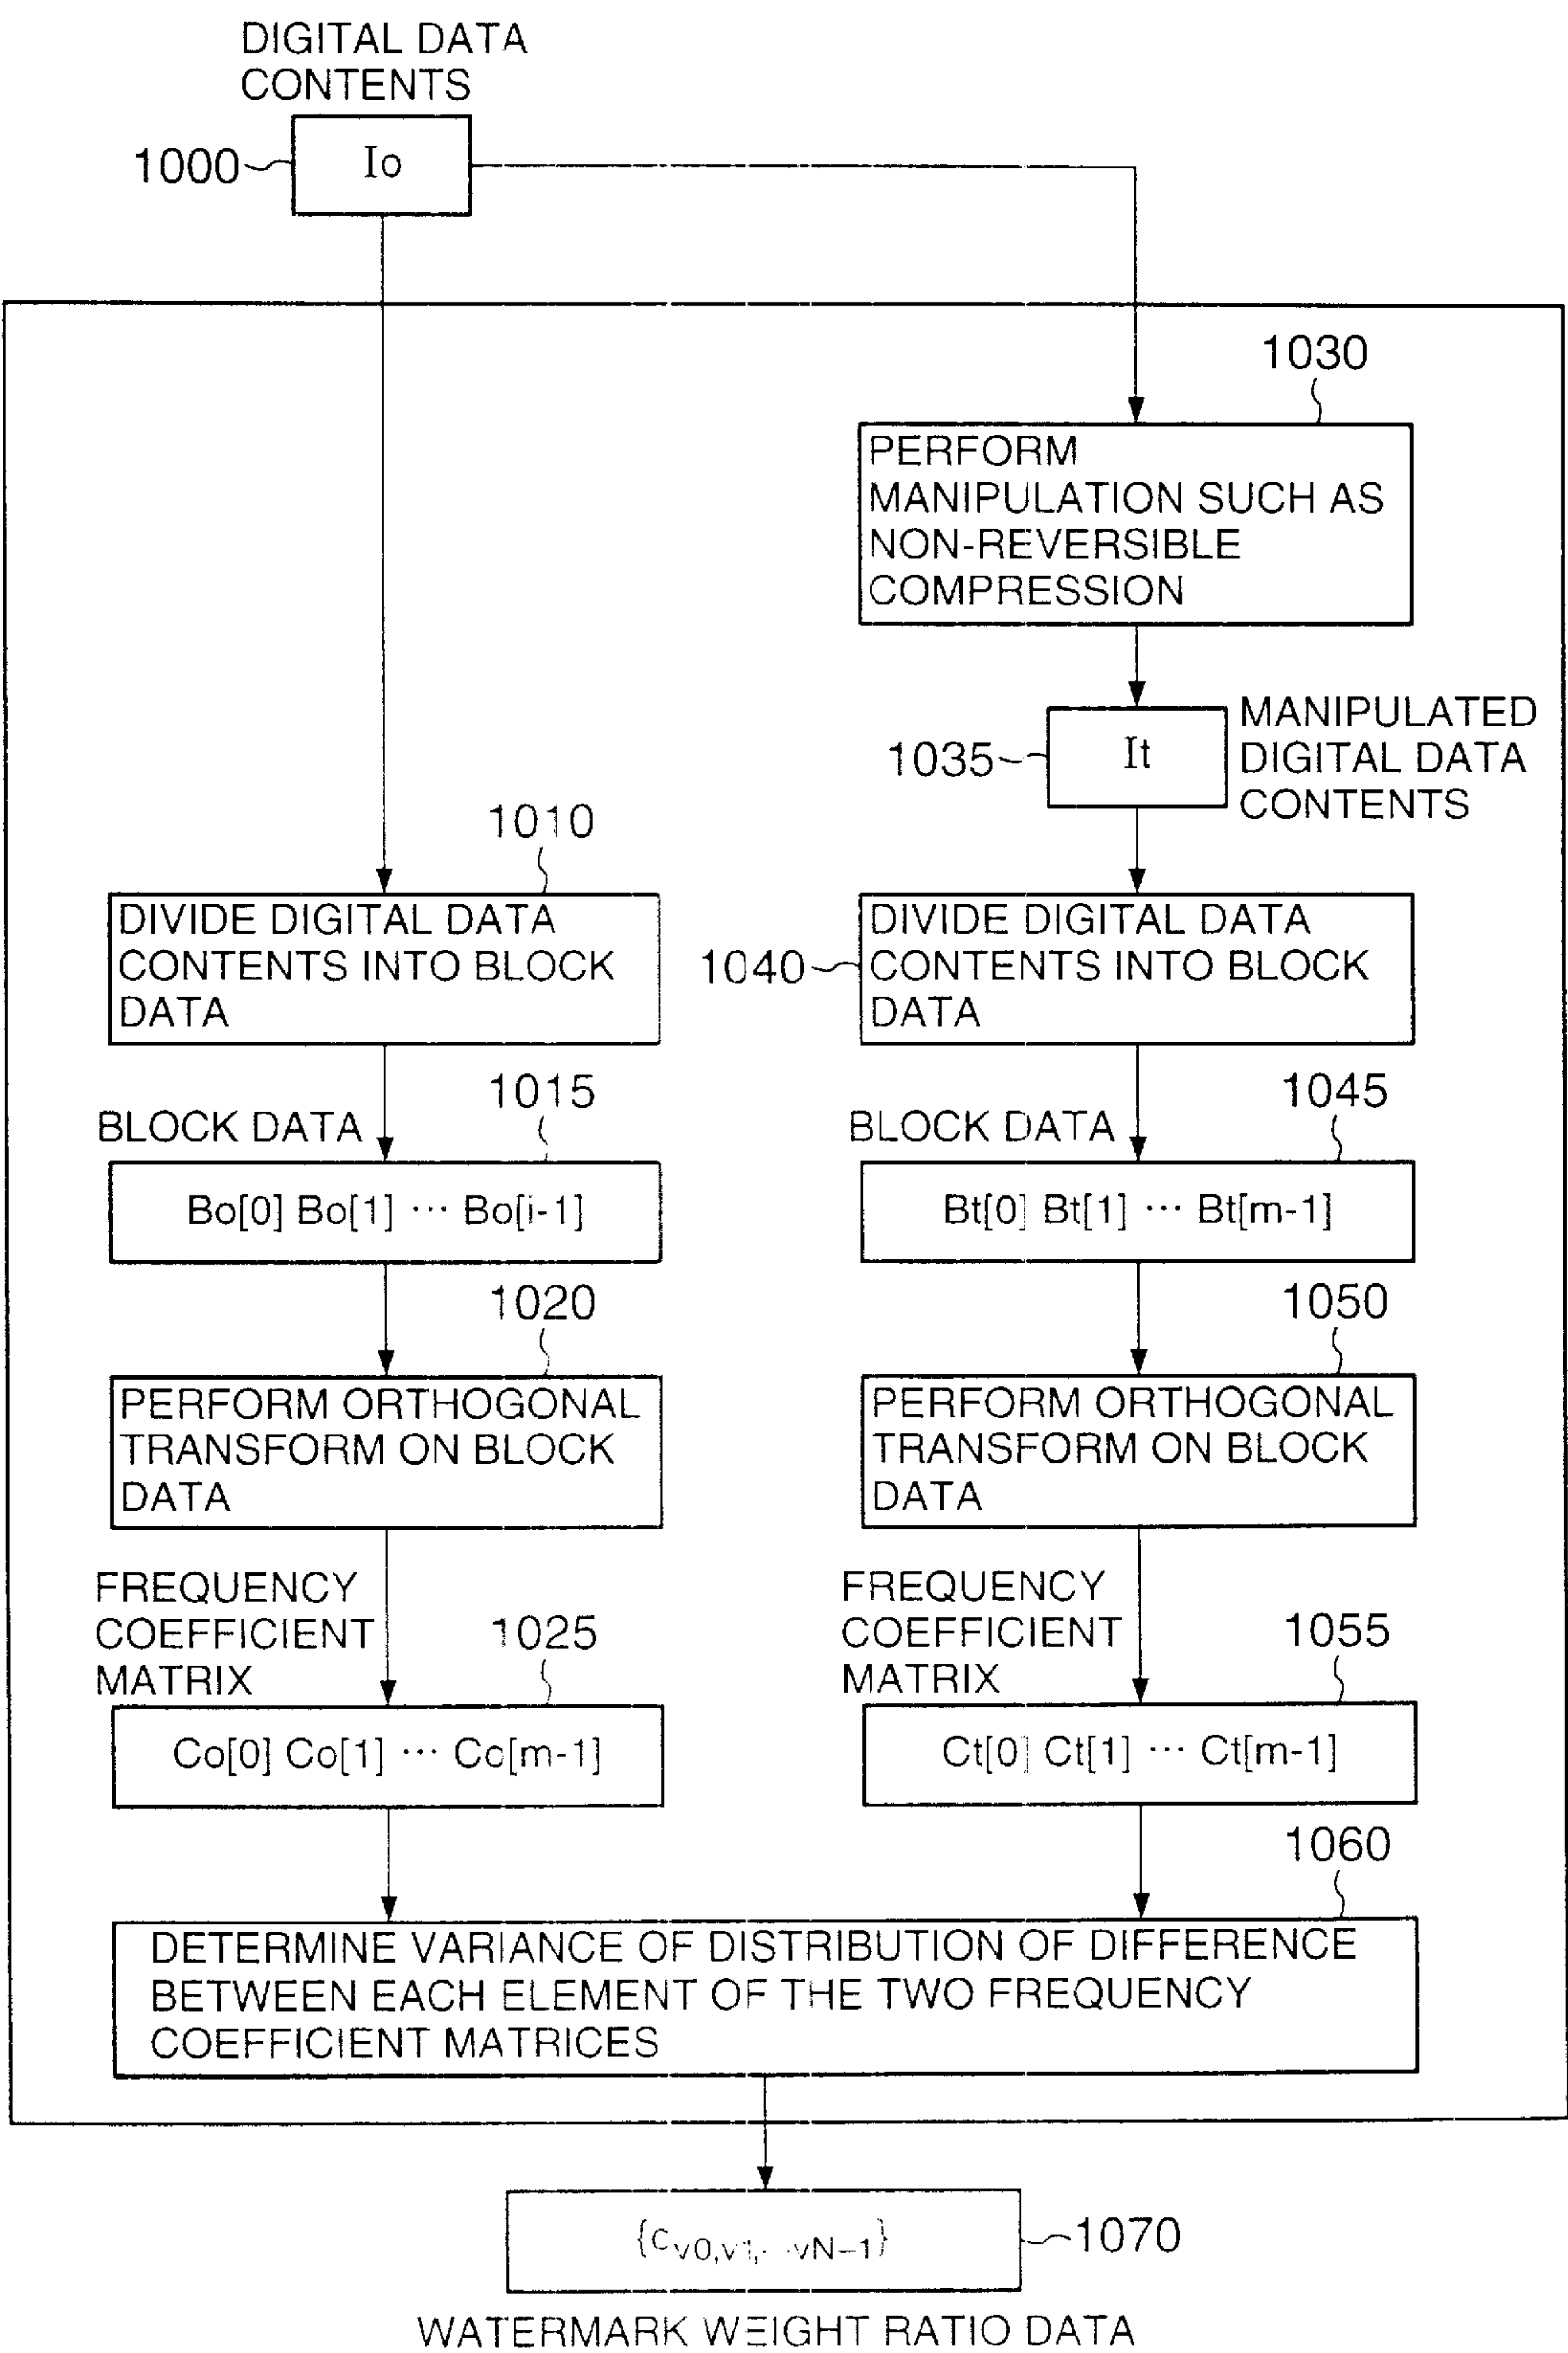 DIGITAL DATA
CONTENTS
1000
Io
1030
PERFORM
MANIPULATION SUCH AS
NON-REVERSIBLE
COMPRESSION
1035
It
MANIPULATED
DIGITAL DATA
CONTENTS
1010
DIVIDE DIGITAL DATA
CONTENTS INTO BLOCK
DATA
1040
DIVIDE DIGITAL DATA
CONTENTS INTO BLOCK
DATA
BLOCK DATA
1015
Bo[0] Bo[1] ··· Bo[i-1]
BLOCK DATA
1045
Bt[0] Bt[1] ··· Bt[m-1]
1020
PERFORM ORTHOGONAL
TRANSFORM ON BLOCK
DATA
1050
PERFORM ORTHOGONAL
TRANSFORM ON BLOCK
DATA
FREQUENCY
COEFFICIENT
MATRIX
1025
Co[0] Co[1] ··· Co[m-1]
FREQUENCY
COEFFICIENT
MATRIX
1055
Ct[0] Ct[1] ··· Ct[m-1]
1060
DETERMINE VARIANCE OF DISTRIBUTION OF DIFFERENCE
BETWEEN EACH ELEMENT OF THE TWO FREQUENCY
COEFFICIENT MATRICES
{cv0,v1,··vN−1}
1070
WATERMARK WEIGHT RATIO DATA